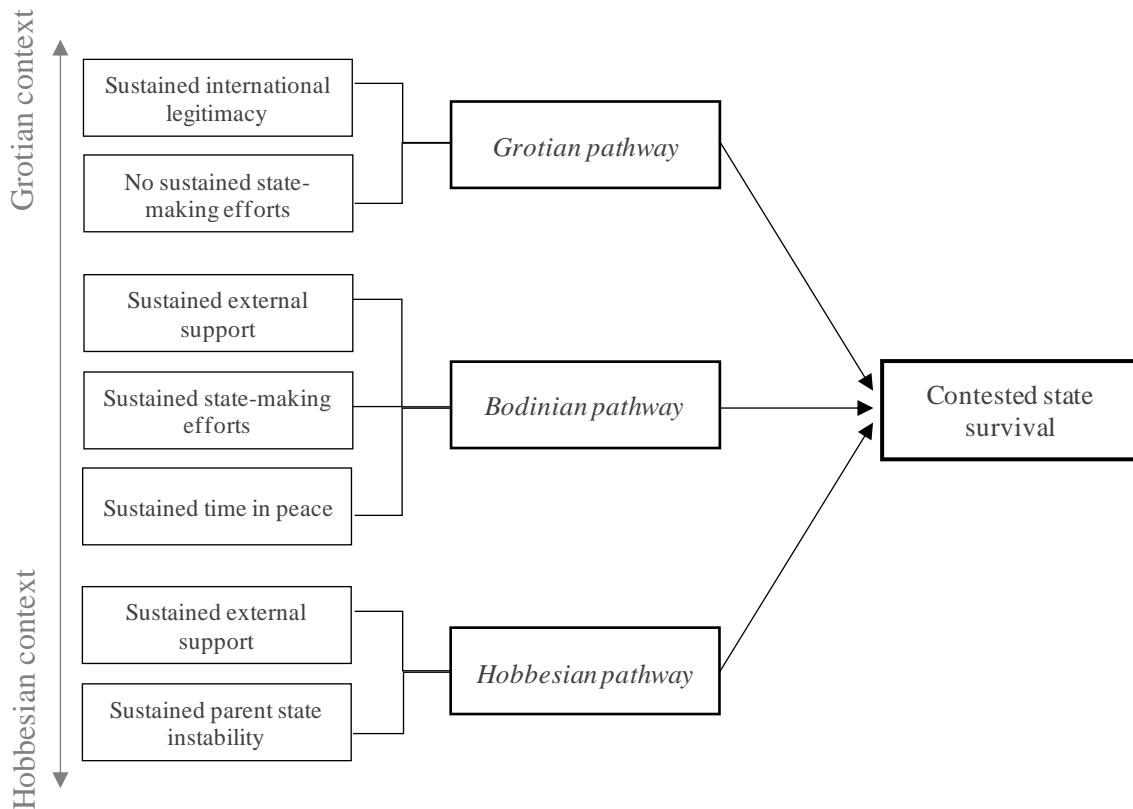 Grotian context
Hobbesian context
Sustained international
legitimacy
No sustained state-
making efforts
Sustained external
support
Sustained state-making
efforts
Sustained time in peace
Sustained external
support
Sustained parent state
instability
Grotian pathway
Bodinian pathway
Hobbesian pathway
Contested state
survival